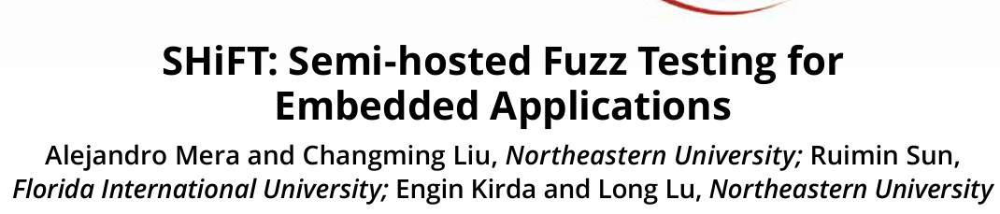 SHiFT: Semi-hosted Fuzz Testing for
Embedded Applications
Alejandro Mera and Changming Liu, Northeastern University; Ruimin Sun,
Florida International University; Engin Kirda and Long Lu, Northeastern University